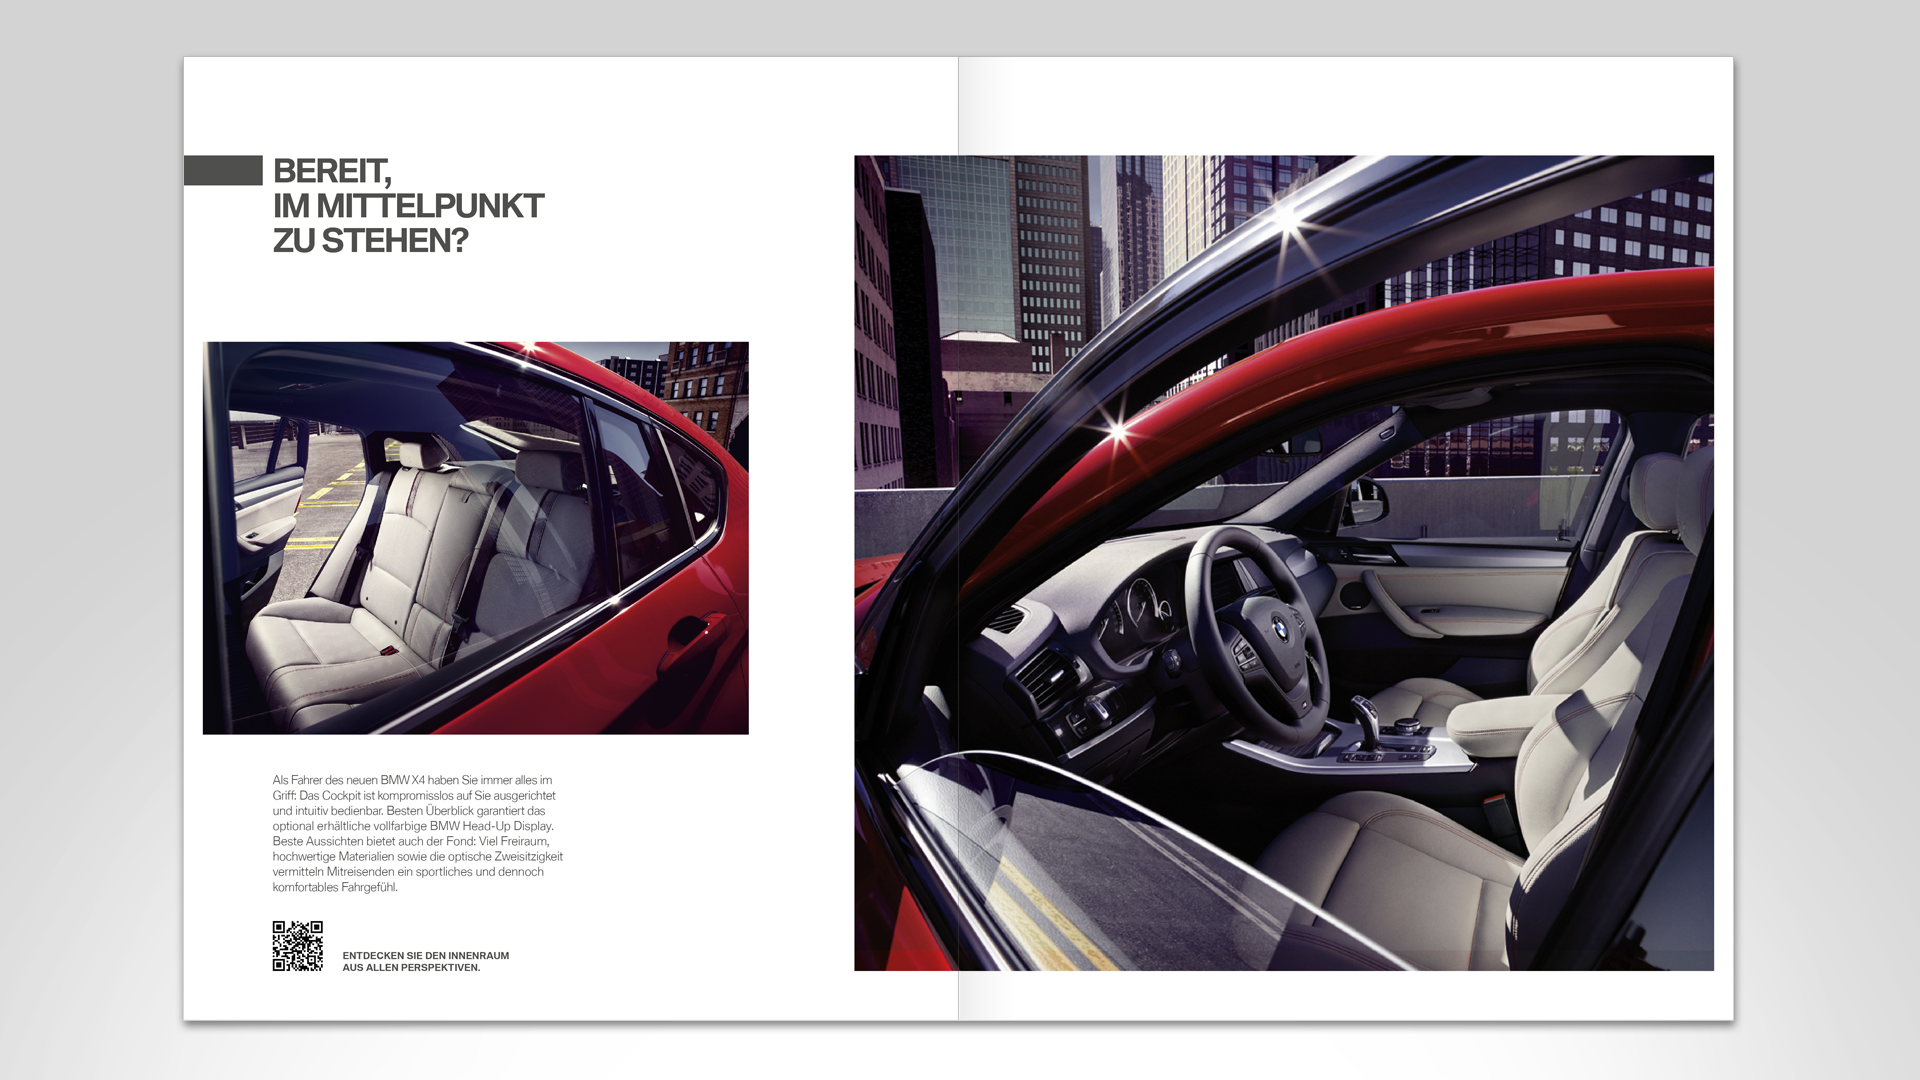 BEREIT,
IM MITTELPUNKT
ZU STEHEN?
Als Fahrer des neuen BMW X4 haben Sie immer alles im
Griff: Das Cockpit ist kompromisslos auf Sie ausgerichtet
und intuitiv bedienbar. Besten Überblick garantiert das
optional erhältliche vollfarbige BMW Head-Up Display.
Beste Aussichten bietet auch der Fond: Viel Freiraum,
hochwertige Materialien sowie die optische Zweisitzigkeit
vermitteln Mitreisenden ein sportliches und dennoch
komfortables Fahrgefühl.
ENTDECKEN SIE DEN INNENRAUM
AUS ALLEN PERSPEKTIVEN.